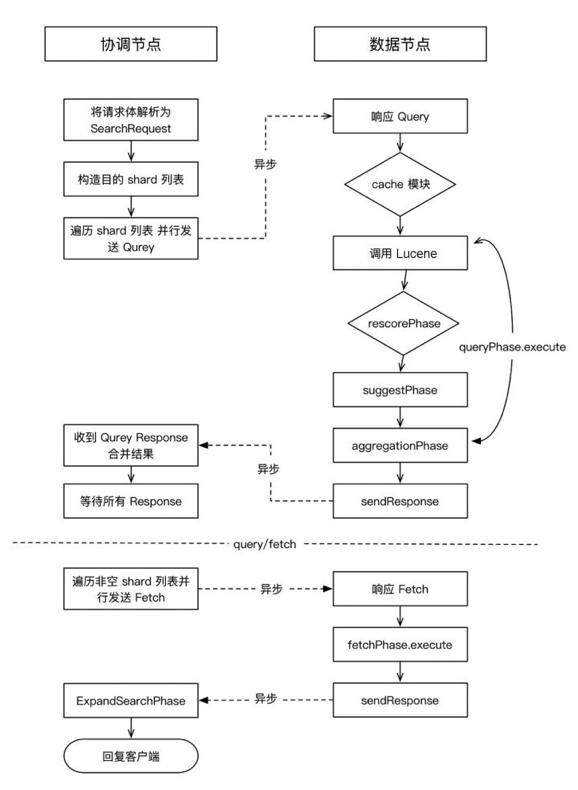 协调节点
数据节点
将请求体解析为
SearchRequest
响应 Query
异步
构造目的 shard 列表
cache 模块
遍历 shard 列表 并行发
送 Qurey
调用 Lucene
rescorePhase
queryPhase.execute
suggestPhase
收到 Qurey Response
合并结果
aggregationPhase
异步
等待所有 Response
sendResponse
query/fetch
遍历非空 shard 列表并
行发送 Fetch
异步
响应 Fetch
fetchPhase.execute
ExpandSearchPhase
异步
sendResponse
回复客户端